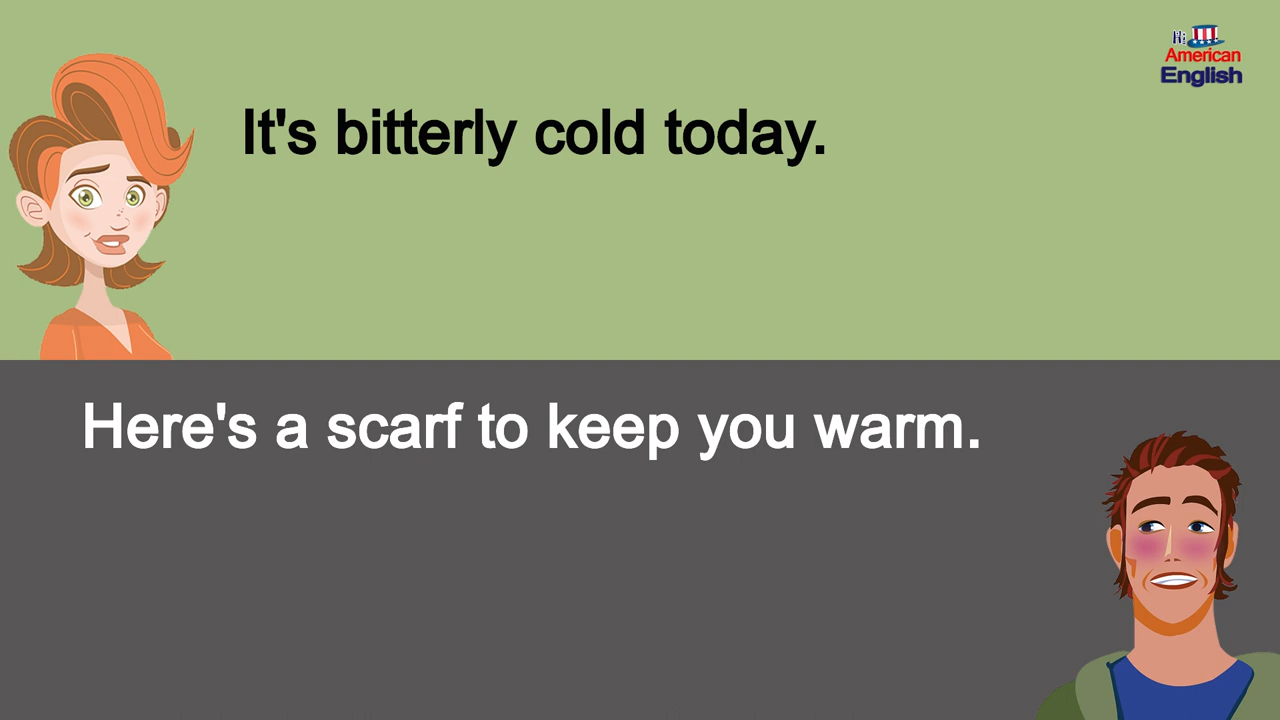 Hi
American
English
It's bitterly cold today.
Here's a scarf to keep you warm.